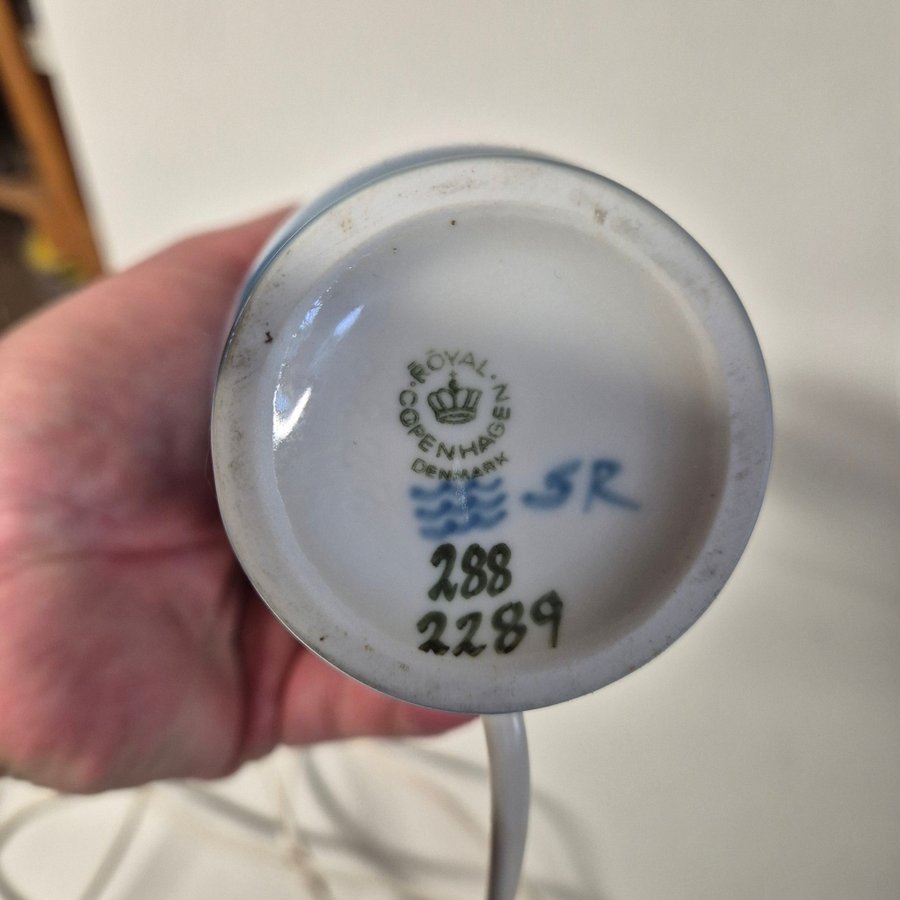 ROYAL
COPENHAGEN
DENMARK
SR
288
2289